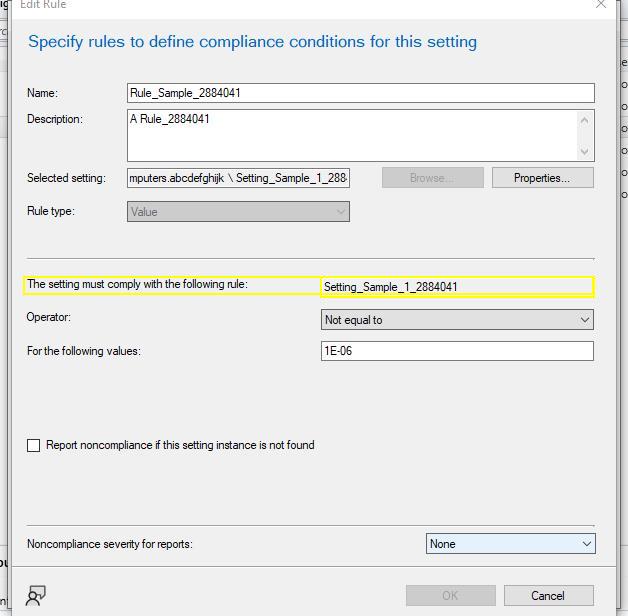 Edit Rule
Specify rules to define compliance conditions for this setting
Name:
Rule_Sample_2884041
Description:
A Rule_2884041
Selected setting:
mputers.abcdefghijk \ Setting_Sample_1_288
Browse...
Properties...
Rule type:
Value
The setting must comply with the following rule:
Setting_Sample_1_2884041
Operator:
Not equal to
For the following values:
1E-06
Report noncompliance if this setting instance is not found
Noncompliance severity for reports:
None
OK
Cancel